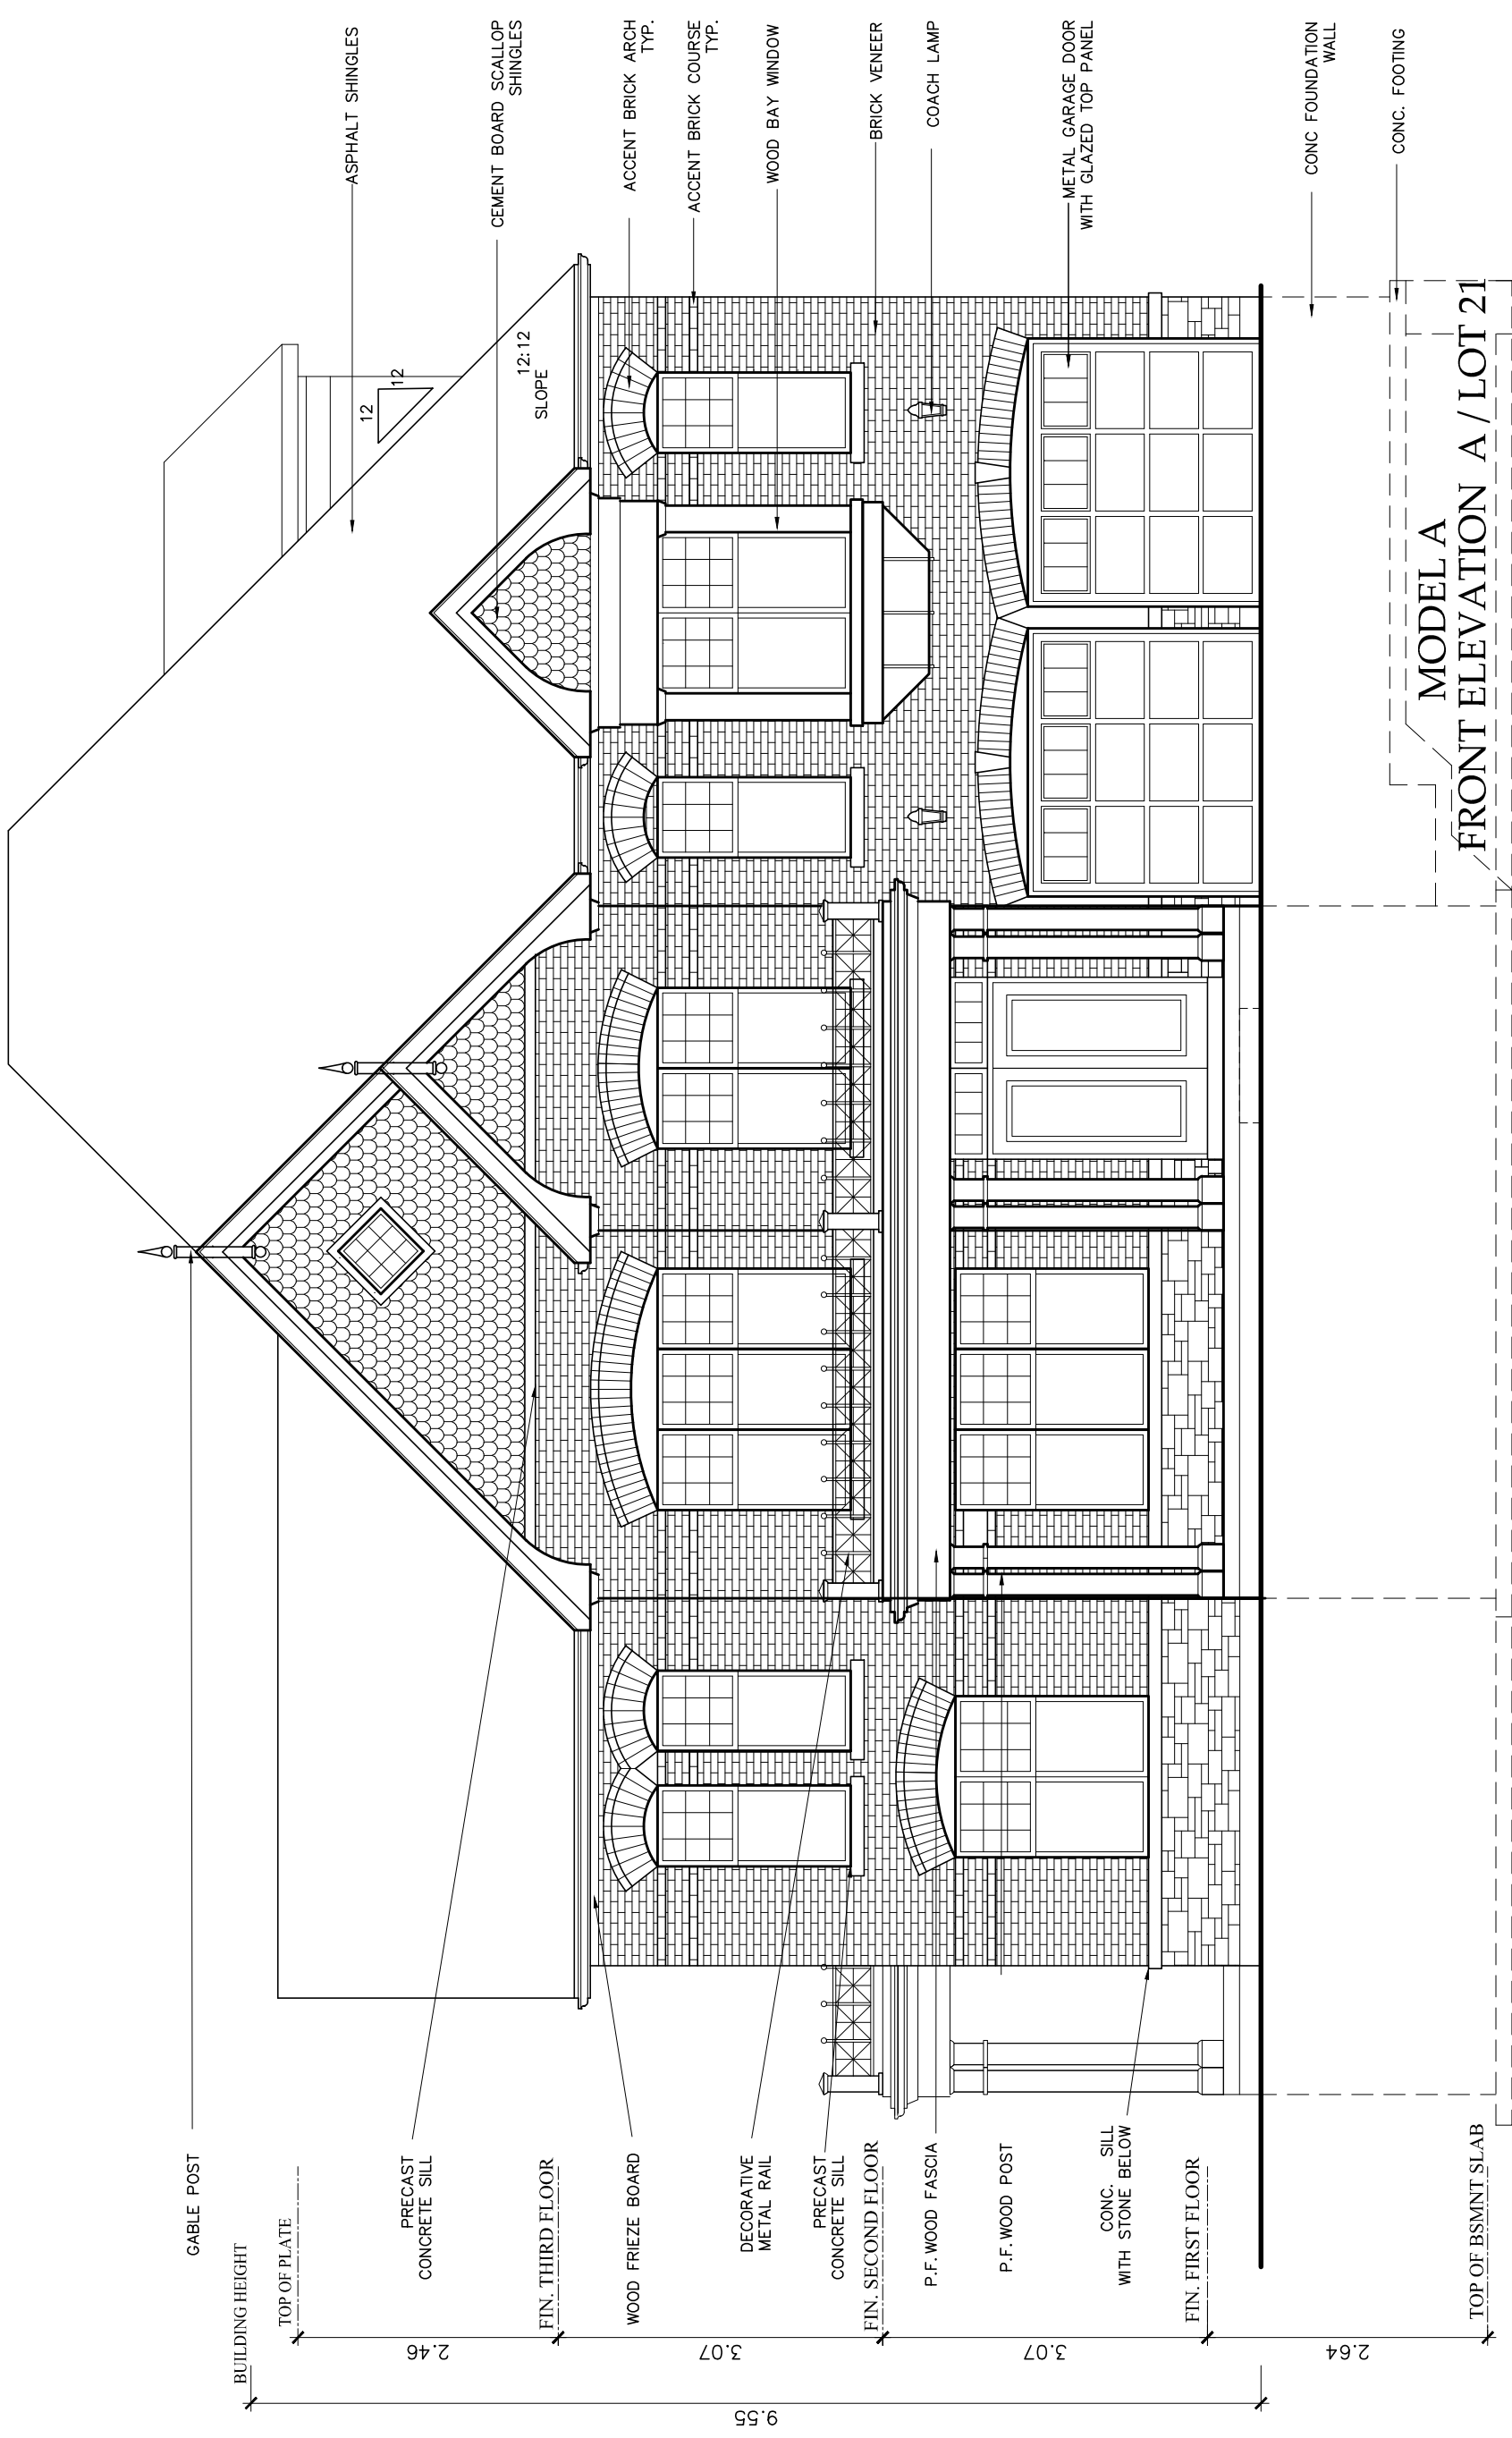 GABLE POST
BUILDING HEIGHT
TOP OF PLATE
PRECAST
CONCRETE SILL
FIN. THIRD FLOOR
WOOD FRIEZE BOARD
DECORATIVE
METAL RAIL
PRECAST
CONCRETE SILL
FIN. SECOND FLOOR
P.F. WOOD FASCIA
P.F. WOOD POST
CONC. SILL
WITH STONE BELOW
FIN. FIRST FLOOR
TOP OF BSMNT SLAB
2.46
3.07
3.07
2.64
9.55
12
12
12:12
SLOPE
ASPHALT SHINGLES
CEMENT BOARD SCALLOP
SHINGLES
ACCENT BRICK ARCH
TYP.
ACCENT BRICK COURSE
TYP.
WOOD BAY WINDOW
BRICK VENEER
COACH LAMP
METAL GARAGE DOOR
WITH GLAZED TOP PANEL
CONC FOUNDATION
WALL
CONC. FOOTING
MODEL A
FRONT ELEVATION A / LOT 21